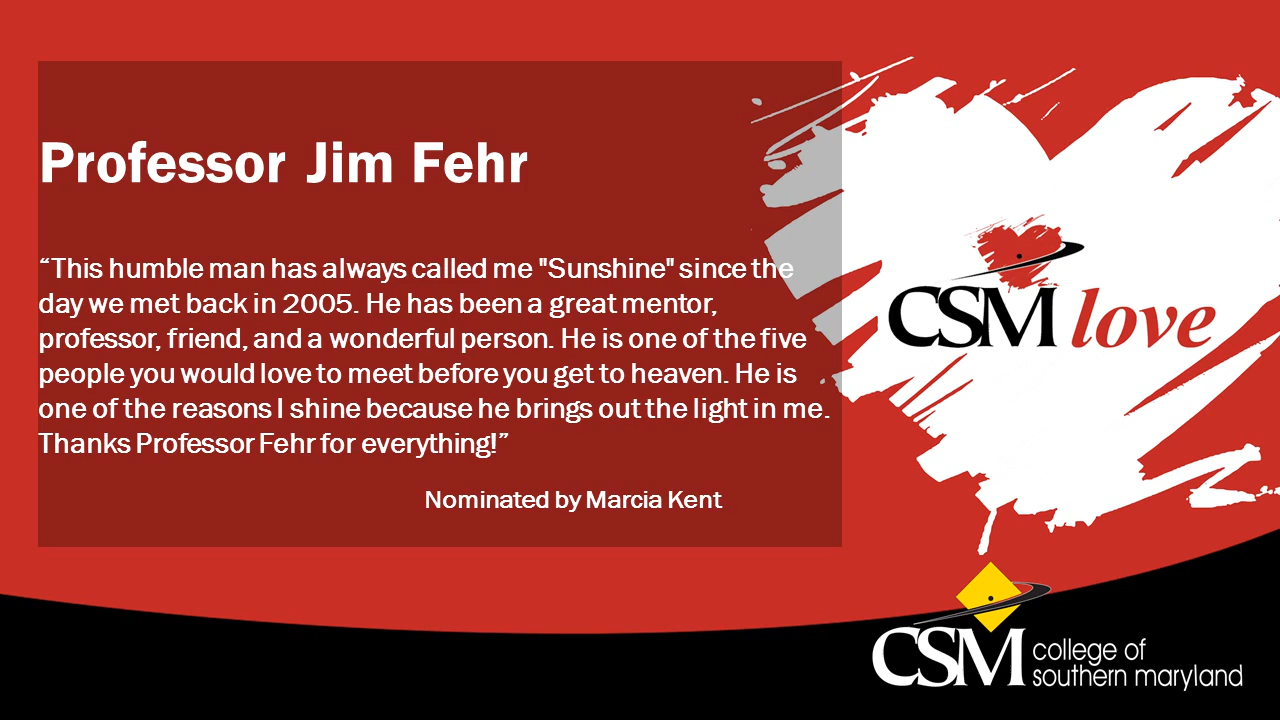 Professor Jim Fehr
“This humble man has always called me "Sunshine" since the
day we met back in 2005. He has been a great mentor,
professor, friend, and a wonderful person. He is one of the five
people you would love to meet before you get to heaven. He is
one of the reasons I shine because he brings out the light in me.
Thanks Professor Fehr for everything!”
Nominated by Marcia Kent
CSM love
CSM college of
southern maryland